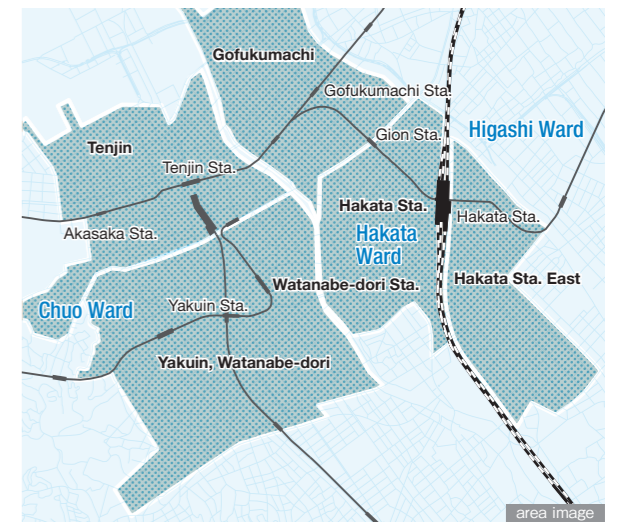 Gofukumachi
Gofukumachi Sta.
Gion Sta.
Higashi Ward
Tenjin
Tenjin Sta.
Hakata Sta.
Hakata Sta.
Akasaka Sta.
Hakata
Ward
Watanabe-dori Sta.
Hakata Sta. East
Chuo Ward
Yakuin Sta.
Yakuin, Watanabe-dori
area image